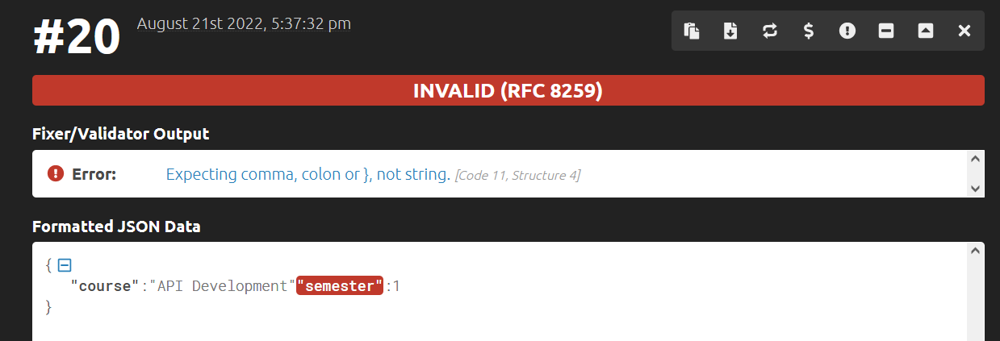 #20 August 21st 2022, 5:37:32 pm
INVALID (RFC 8259)
Fixer/Validator Output
Error: Expecting comma, colon or }, not string. [Code 11, Structure 4]
Formatted JSON Data
{
"course":"API Development""semester":1
}